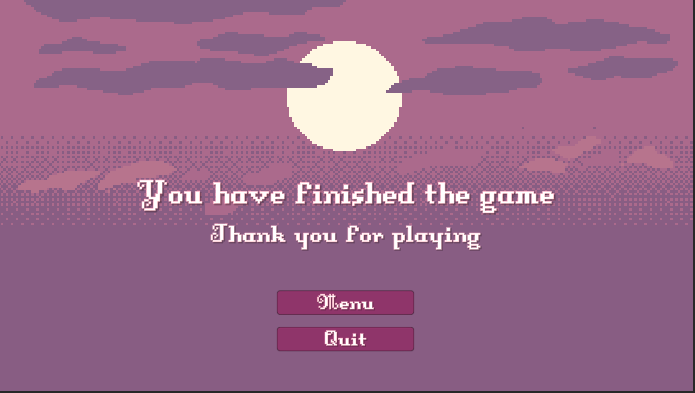 You have finished the game
Thank you for playing
Menu
Quit